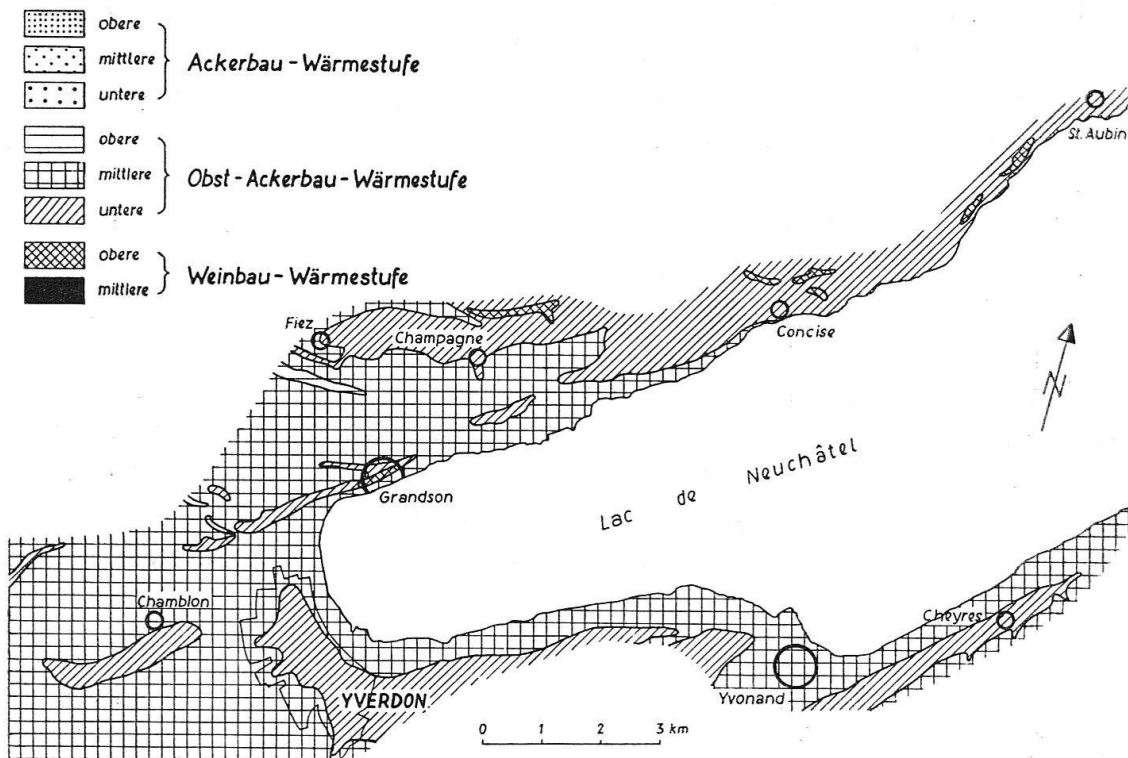 obere
mittlere
untere
Ackerbau - Wärmestufe
obere
mittlere
untere
Obst - Ackerbau - Wärmestufe
obere
mittlere
Weinbau - Wärmestufe
St. Aubin
Fiez
Champagne
Concise
N
Grandson
Lac de Neuchâtel
Chamblon
Cheyres
YVERDON
Yvonand
0 1 2 3 km